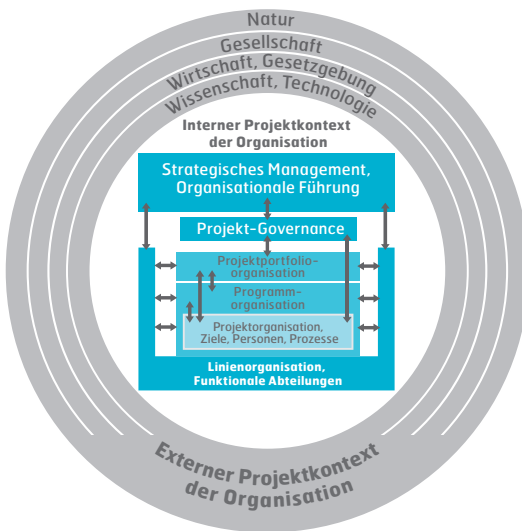 Natur
Gesellschaft
Wirtschaft, Gesetzgebung
Wissenschaft, Technologie
Interner Projektkontext
der Organisation
Strategisches Management,
Organisationale Führung
Projekt-Governance
Projektportfolio-
organisation
Programm-
organisation
Projektorganisation,
Ziele, Personen, Prozesse
Linienorganisation,
Funktionale Abteilungen
Externer Projektkontext
der Organisation